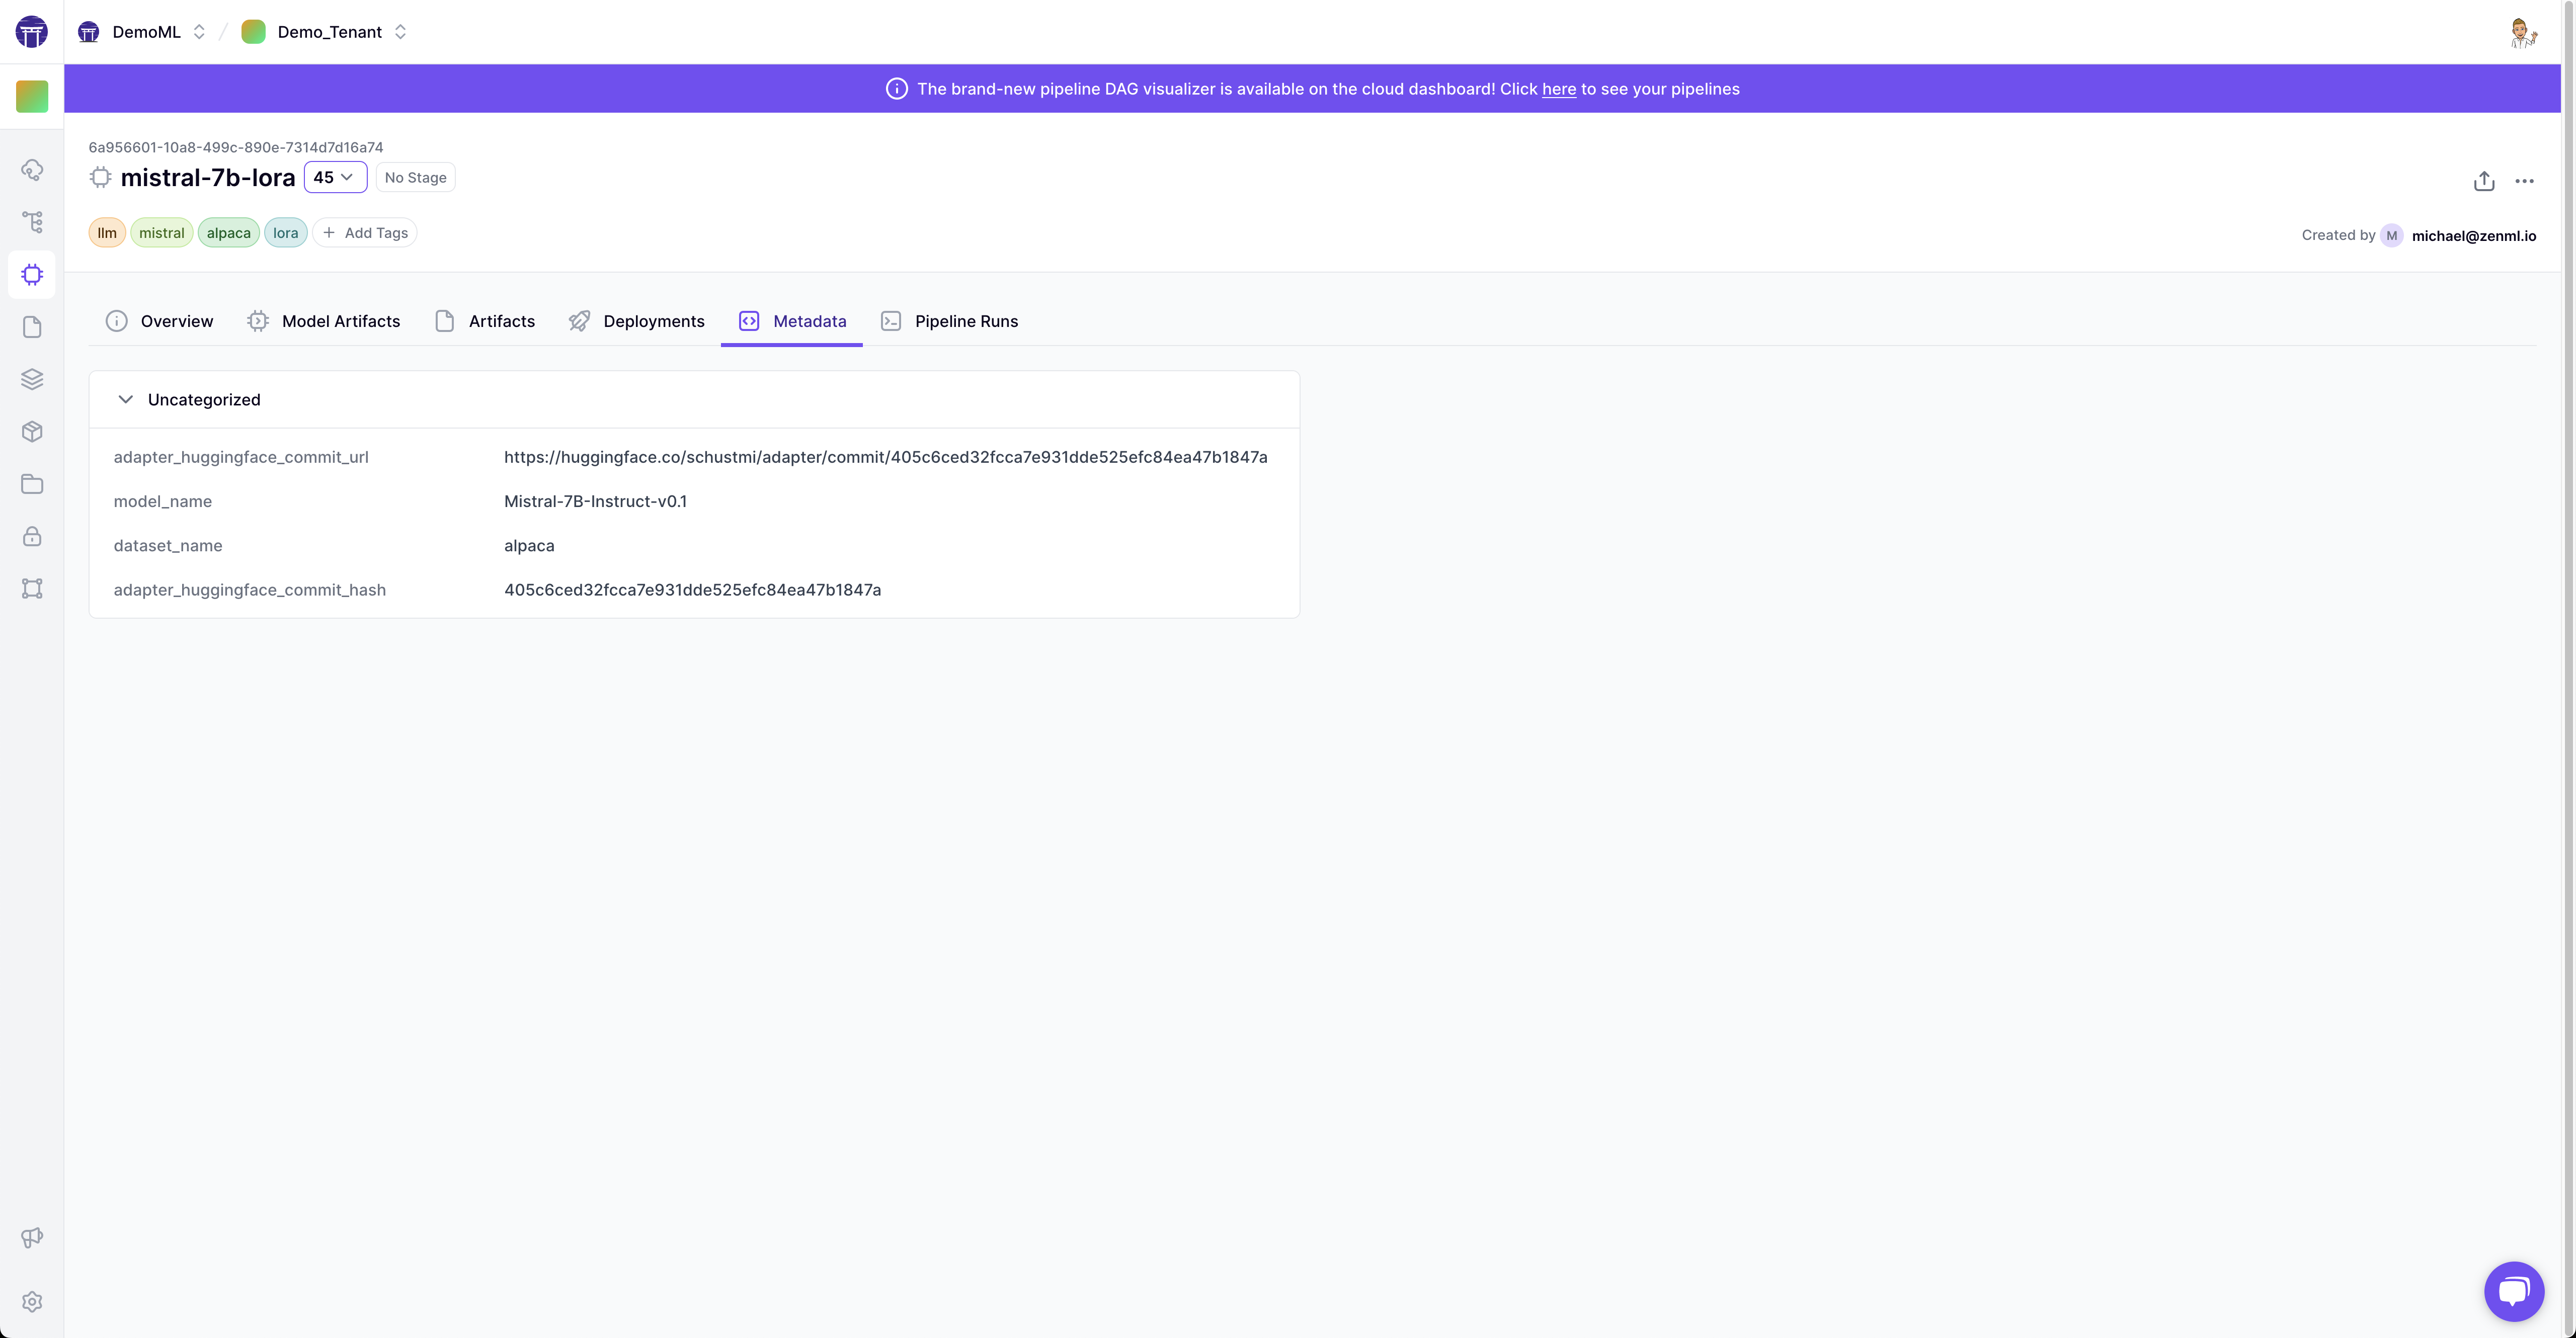 DemoML / Demo_Tenant
The brand-new pipeline DAG visualizer is available on the cloud dashboard! Click here to see your pipelines
6a956601-10a8-499c-890e-7314d7d16a74
mistral-7b-lora 45 No Stage
llm mistral alpaca lora + Add Tags
Created by M michael@zenml.io
Overview Model Artifacts Artifacts Deployments Metadata Pipeline Runs
Uncategorized
adapter_huggingface_commit_url https://huggingface.co/schustmi/adapter/commit/405c6ced32fcca7e931dde525efc84ea47b1847a
model_name Mistral-7B-Instruct-v0.1
dataset_name alpaca
adapter_huggingface_commit_hash 405c6ced32fcca7e931dde525efc84ea47b1847a